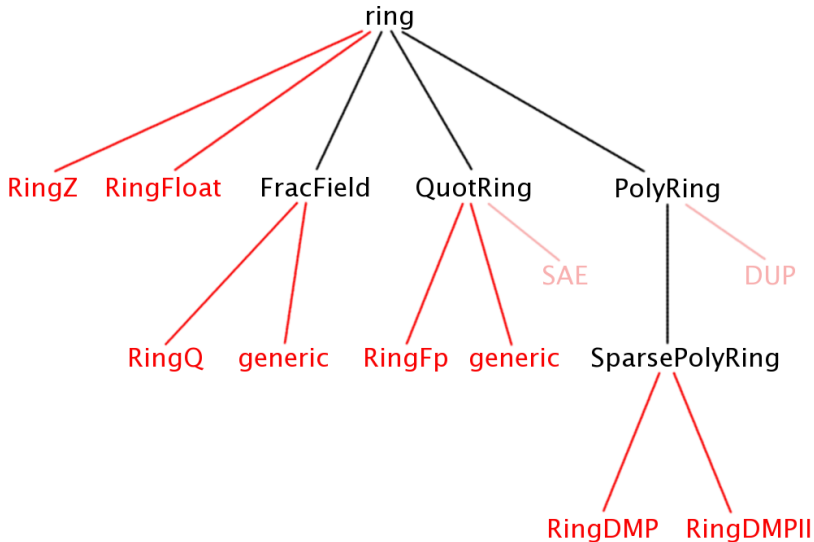 ring
RingZ RingFloat FracField QuotRing PolyRing
SAE DUP
RingQ generic RingFp generic SparsePolyRing
RingDMP RingDMPII